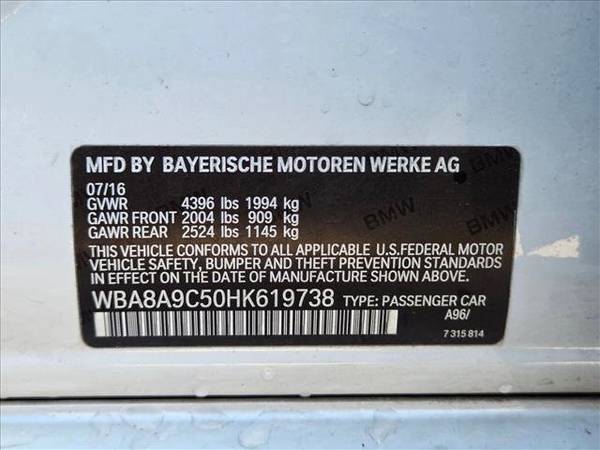 MFD BY BAYERISCHE MOTOREN WERKE AG
07/16
GVWR 4396 lbs 1994 kg
GAWR FRONT 2004 lbs 909 kg
GAWR REAR 2524 lbs 1145 kg
THIS VEHICLE CONFORMS TO ALL APPLICABLE U.S.FEDERAL MOTOR
VEHICLE SAFETY, BUMPER AND THEFT PREVENTION STANDARDS
IN EFFECT ON THE DATE OF MANUFACTURE SHOWN ABOVE
WBA8A9C50HK619738 TYPE: PASSENGER CAR
A96/
7 315 814
BMW
BMW
BMW